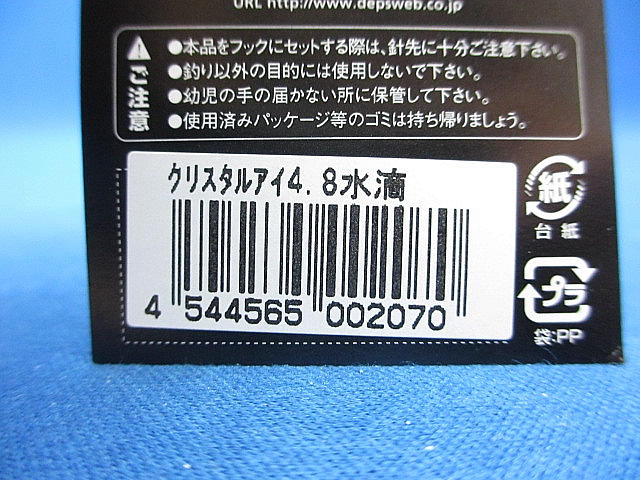 URL http://www.depsweb.co.jp
ご注意
●本品をフックにセットする際は、針先に十分ご注意下さい。
●釣り以外の目的には使用しないで下さい。
●幼児の手の届かない所に保管して下さい。
●使用済みパッケージ等のゴミは持ち帰りましょう。
クリスタルアイ4.8水滴
4 544565 002070
紙
台紙
プラ
袋:PP